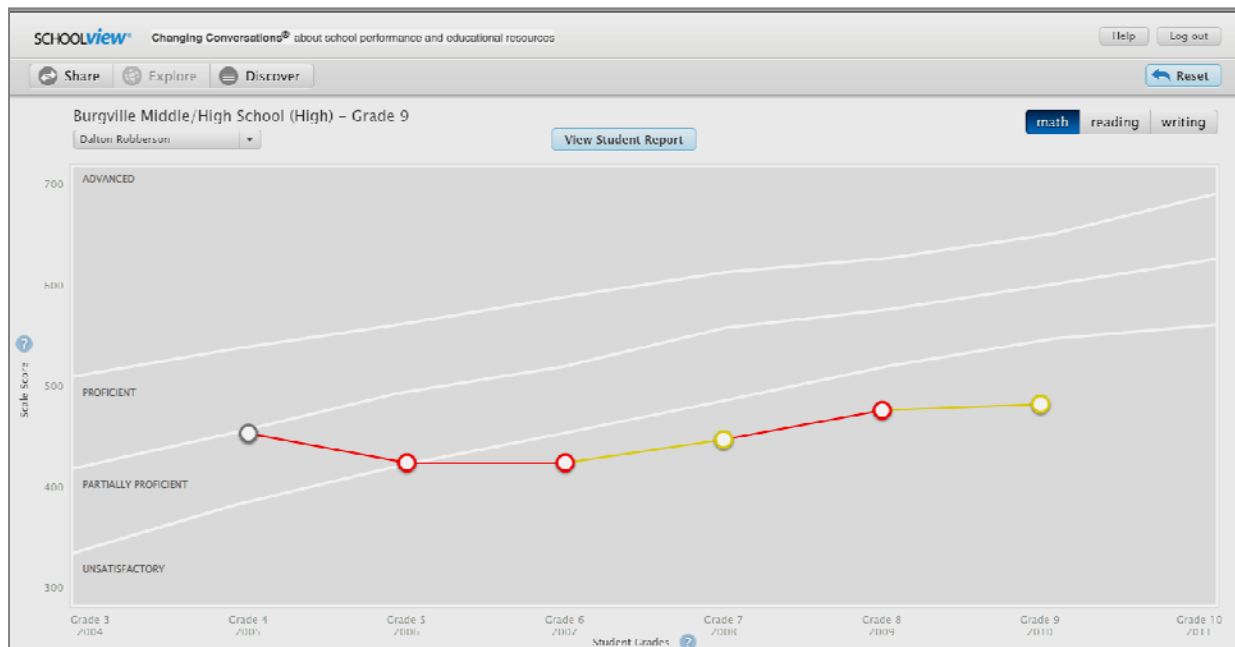 SCHOOLVIEW® Changing Conversations® about school performance and educational resources
Help Log out
Share Explore Discover
Reset
Burgville Middle/High School (High) – Grade 9
Dalton Robberson
View Student Report
math reading writing
700
ADVANCED
600
Scale Score
500
PROFICIENT
400
PARTIALLY PROFICIENT
UNSATISFACTORY
300
Grade 3 Grade 4 Grade 5 Grade 6 Grade 7 Grade 8 Grade 9 Grade 10
2004 2005 2006 2007 2008 2009 2010 2011
Student Grades ?